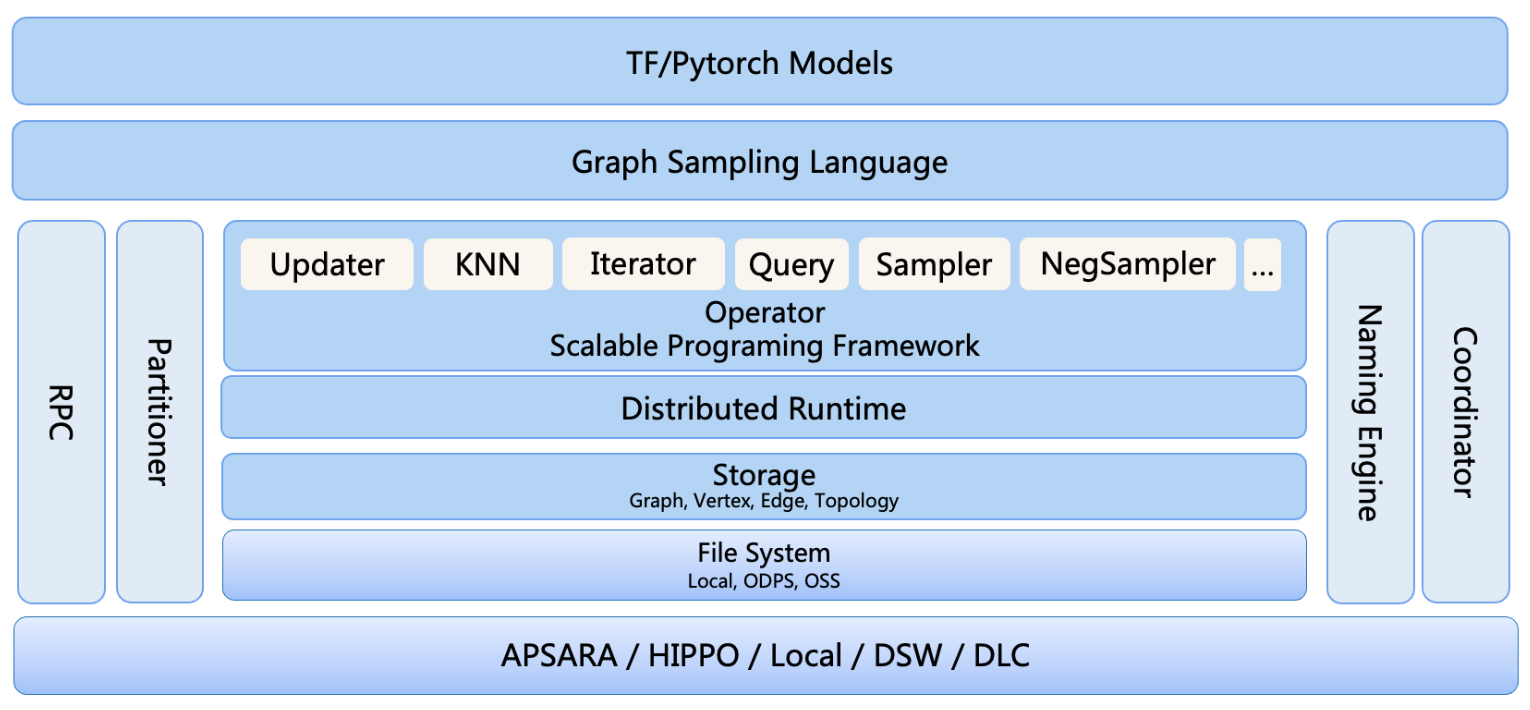 TF/Pytorch Models
Graph Sampling Language
RPC
Partitioner
Updater
KNN
Iterator
Query
Sampler
NegSampler
...
Operator
Scalable Programing Framework
Distributed Runtime
Storage
Graph, Vertex, Edge, Topology
File System
Local, ODPS, OSS
Naming Engine
Coordinator
APSARA / HIPPO / Local / DSW / DLC